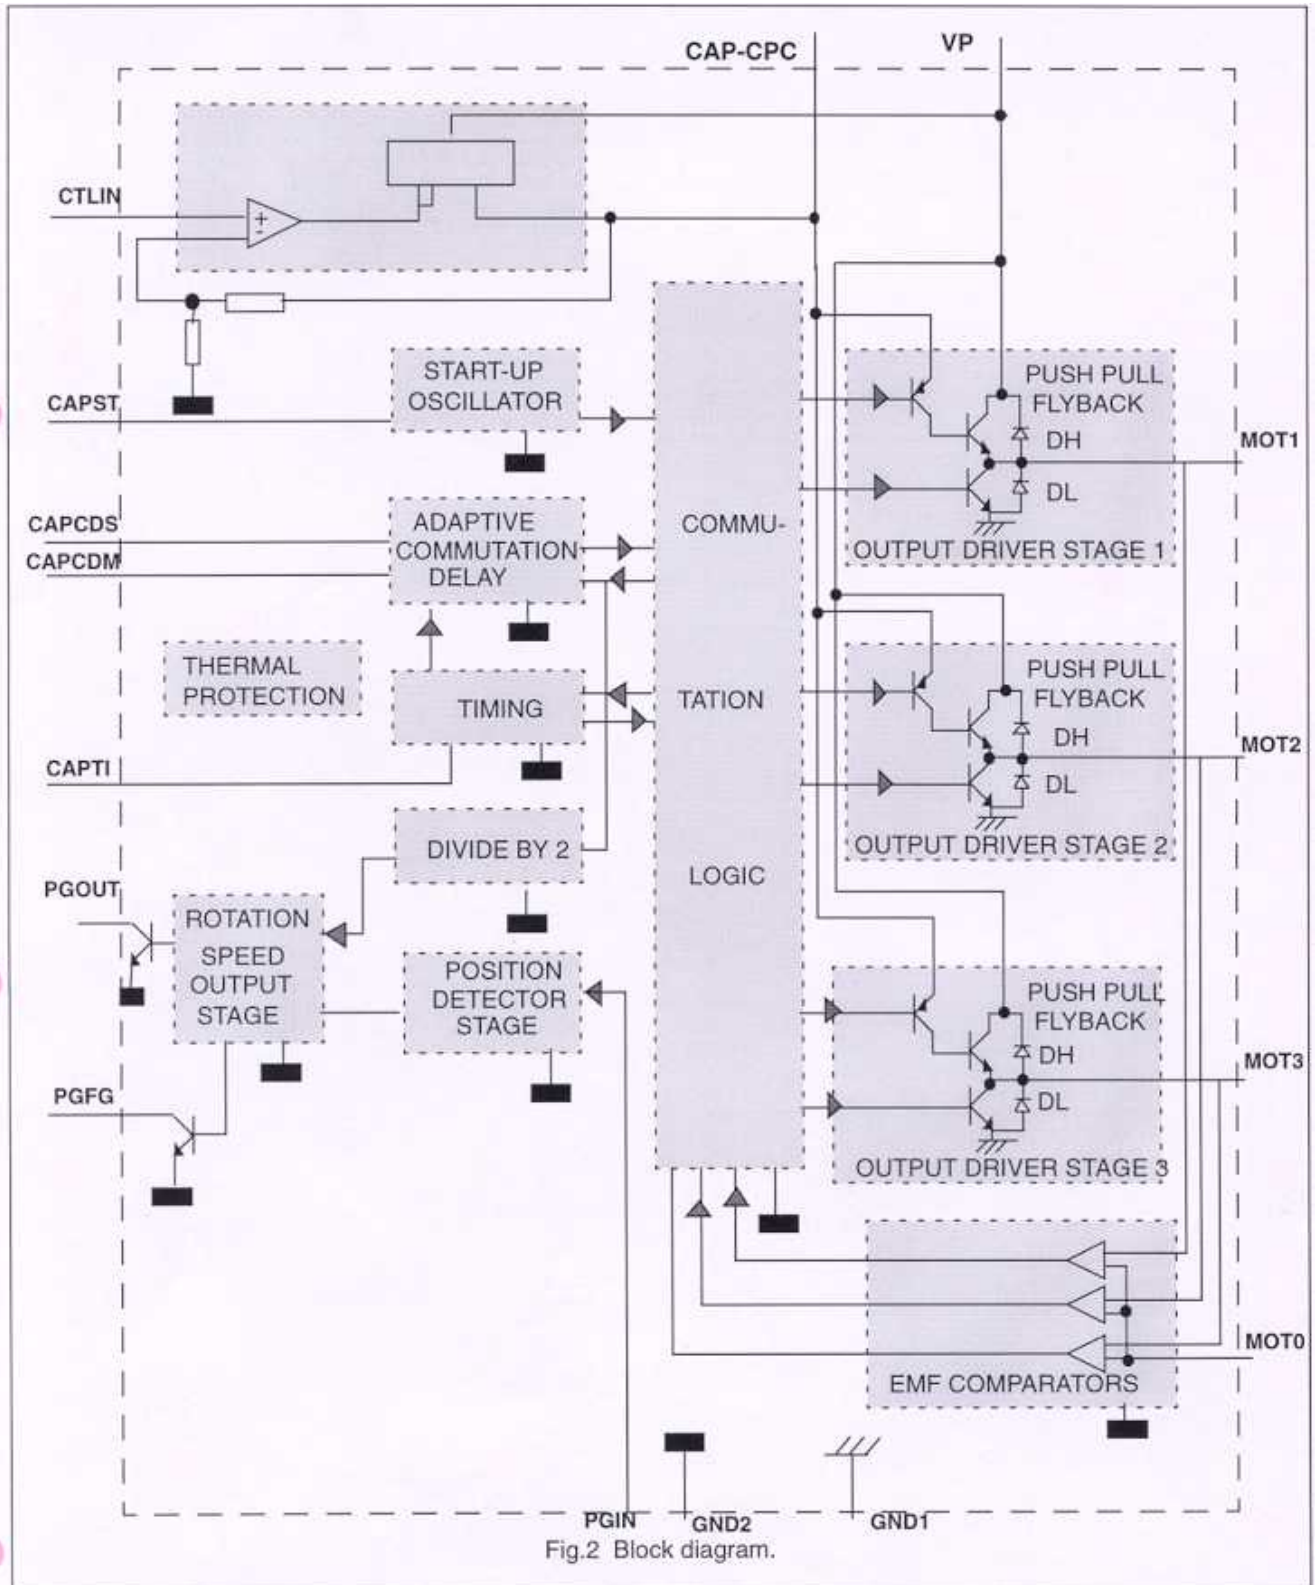 CAP-CPC
VP
CTLIN
+
-
START-UP
OSCILLATOR
CAPST
PUSH PULL
FLYBACK
DH
DL
MOT1
OUTPUT DRIVER STAGE 1
CAPCDS
CAPCDM
ADAPTIVE
COMMUTATION
DELAY
COMMU-
TATION
LOGIC
THERMAL
PROTECTION
TIMING
CAPTI
PUSH PULL
FLYBACK
DH
DL
MOT2
OUTPUT DRIVER STAGE 2
DIVIDE BY 2
PGOUT
ROTATION
SPEED
OUTPUT
STAGE
POSITION
DETECTOR
STAGE
PGFG
PUSH PULL
FLYBACK
DH
DL
MOT3
OUTPUT DRIVER STAGE 3
MOT0
EMF COMPARATORS
PGIN
GND2
GND1
Fig.2 Block diagram.